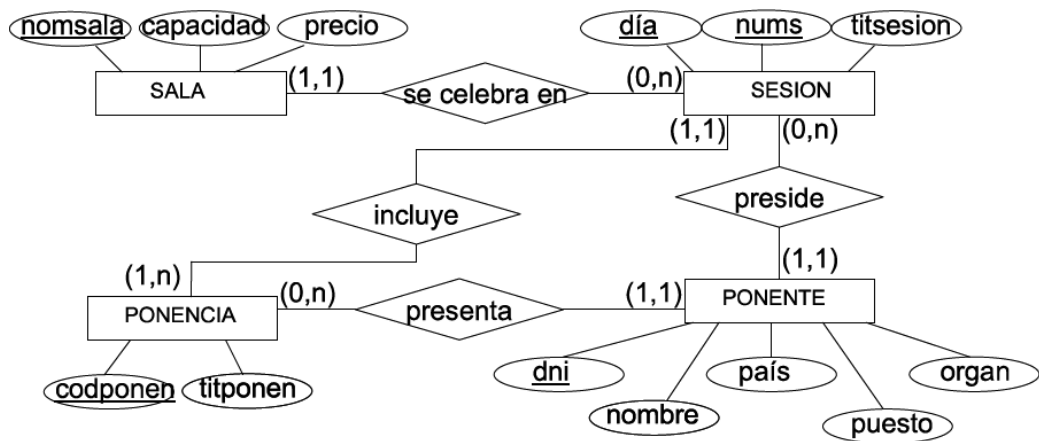 nomsala capacidad precio día nums titsesion
SALA (1,1) se celebra en (0,n) SESION
(1,1) (0,n)
incluye preside
(1,n) (0,n) presenta (1,1) (1,1)
PONENCIA PONENTE
codponen titponen dni país organ
nombre puesto